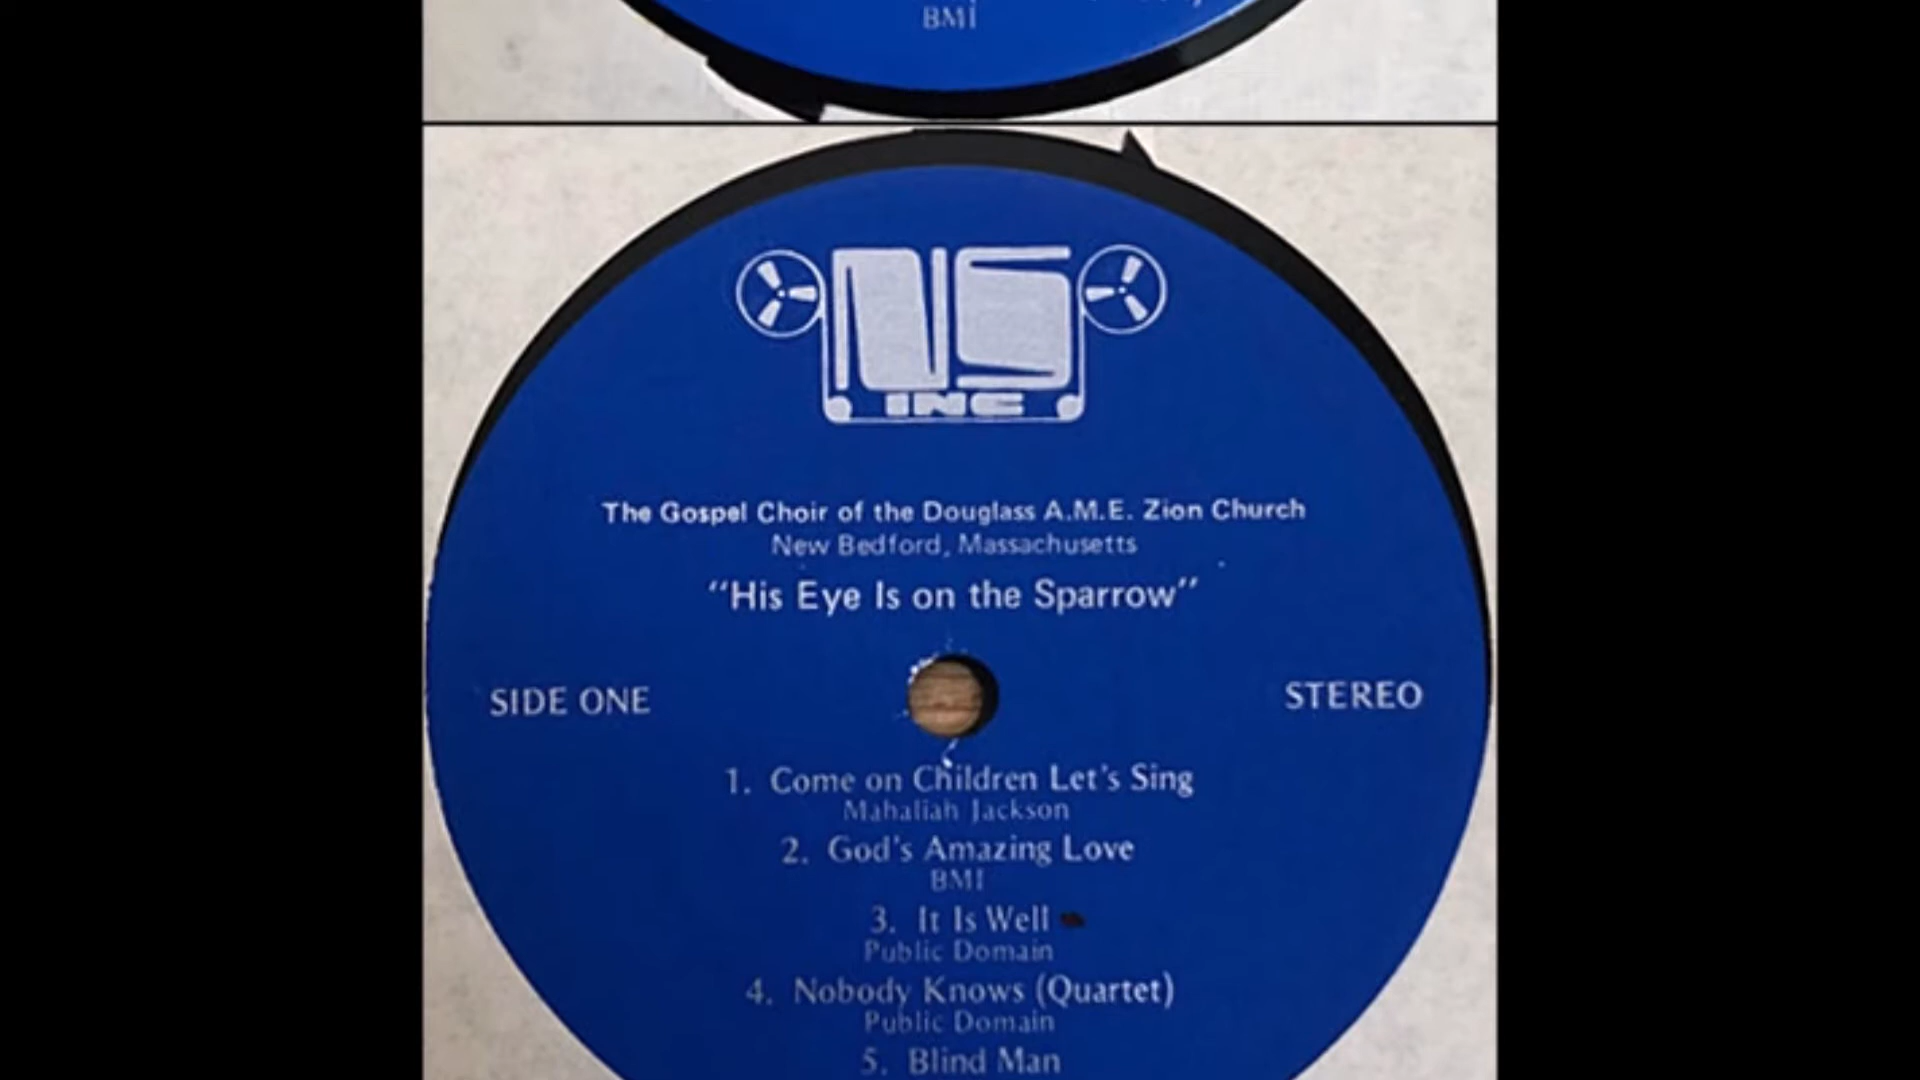 BMI
NS
INC
The Gospel Choir of the Douglass A.M.E. Zion Church
New Bedford, Massachusetts
“His Eye Is on the Sparrow”
SIDE ONE
STEREO
1. Come on Children Let's Sing
Mahaliah Jackson
2. God's Amazing Love
BMI
3. It Is Well
Public Domain
4. Nobody Knows (Quartet)
Public Domain
5. Blind Man